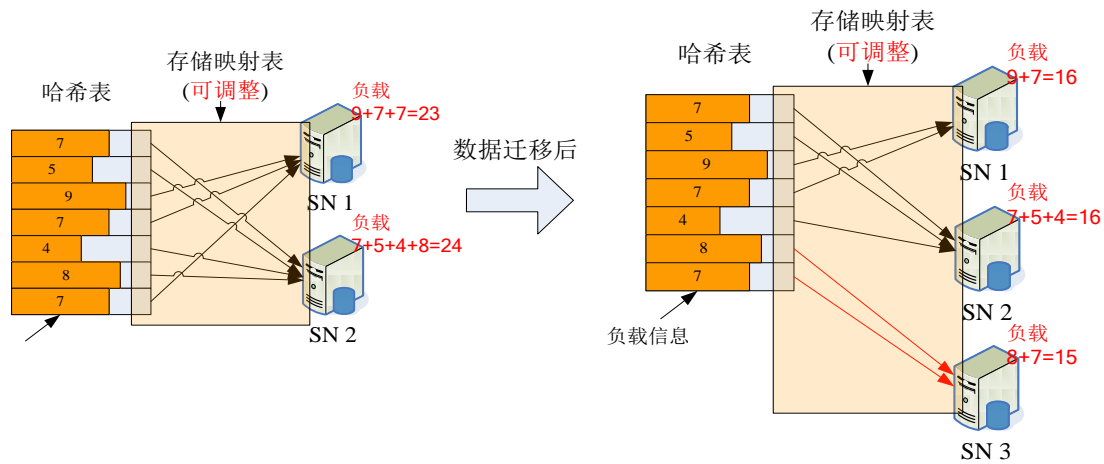 存储映射表
(可调整)
哈希表
负载
9+7+7=23
7
5
9
7
4
8
7
SN 1
负载
7+5+4+8=24
SN 2
数据迁移后
存储映射表
(可调整)
哈希表
负载
9+7=16
7
5
9
7
4
8
7
SN 1
负载
7+5+4=16
SN 2
负载信息
负载
8+7=15
SN 3